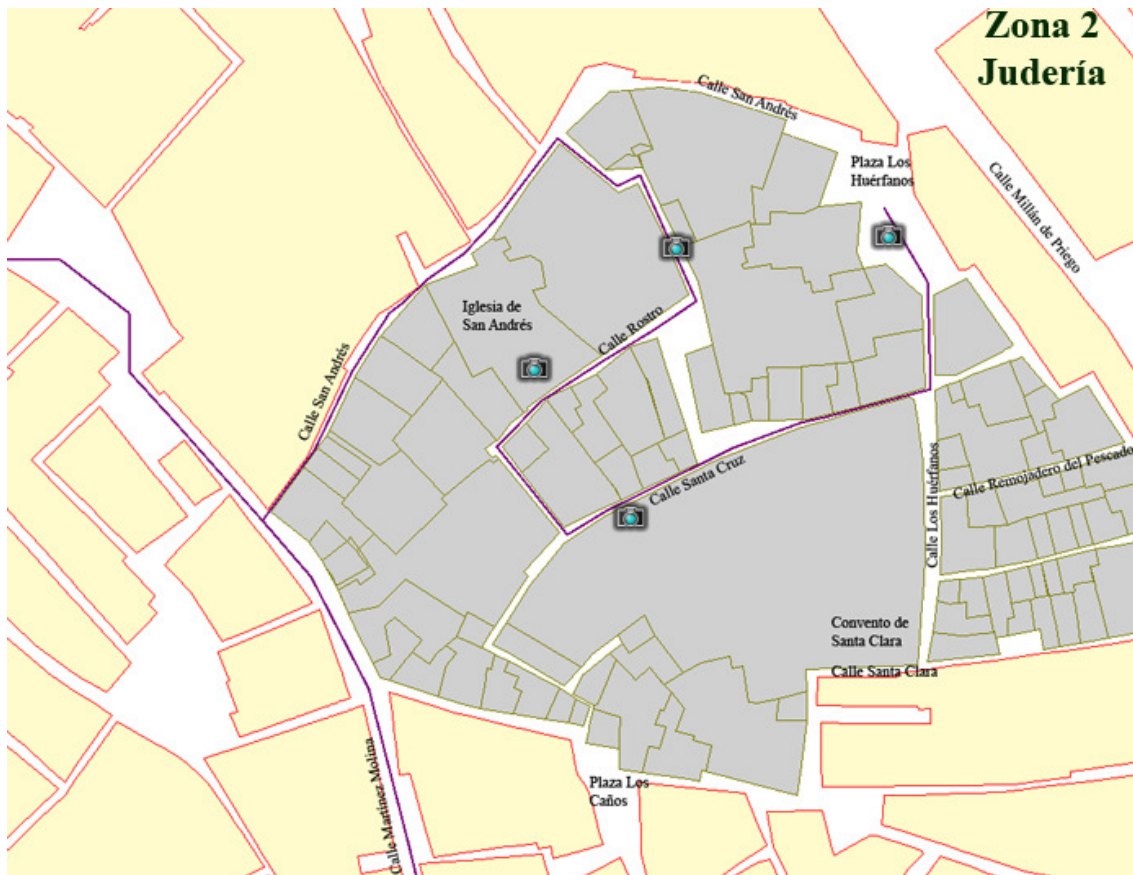 Zona 2
Judería
Calle San Andrés
Plaza Los
Huérfanos
Calle Millán de Priego
Iglesia de
San Andrés
Calle Rostro
Calle San Andrés
Calle Santa Cruz
Calle Los Huérfanos
Calle Remojadero del Pescado
Convento de
Santa Clara
Calle Santa Clara
Plaza Los
Caños
Calle Martínez Molina